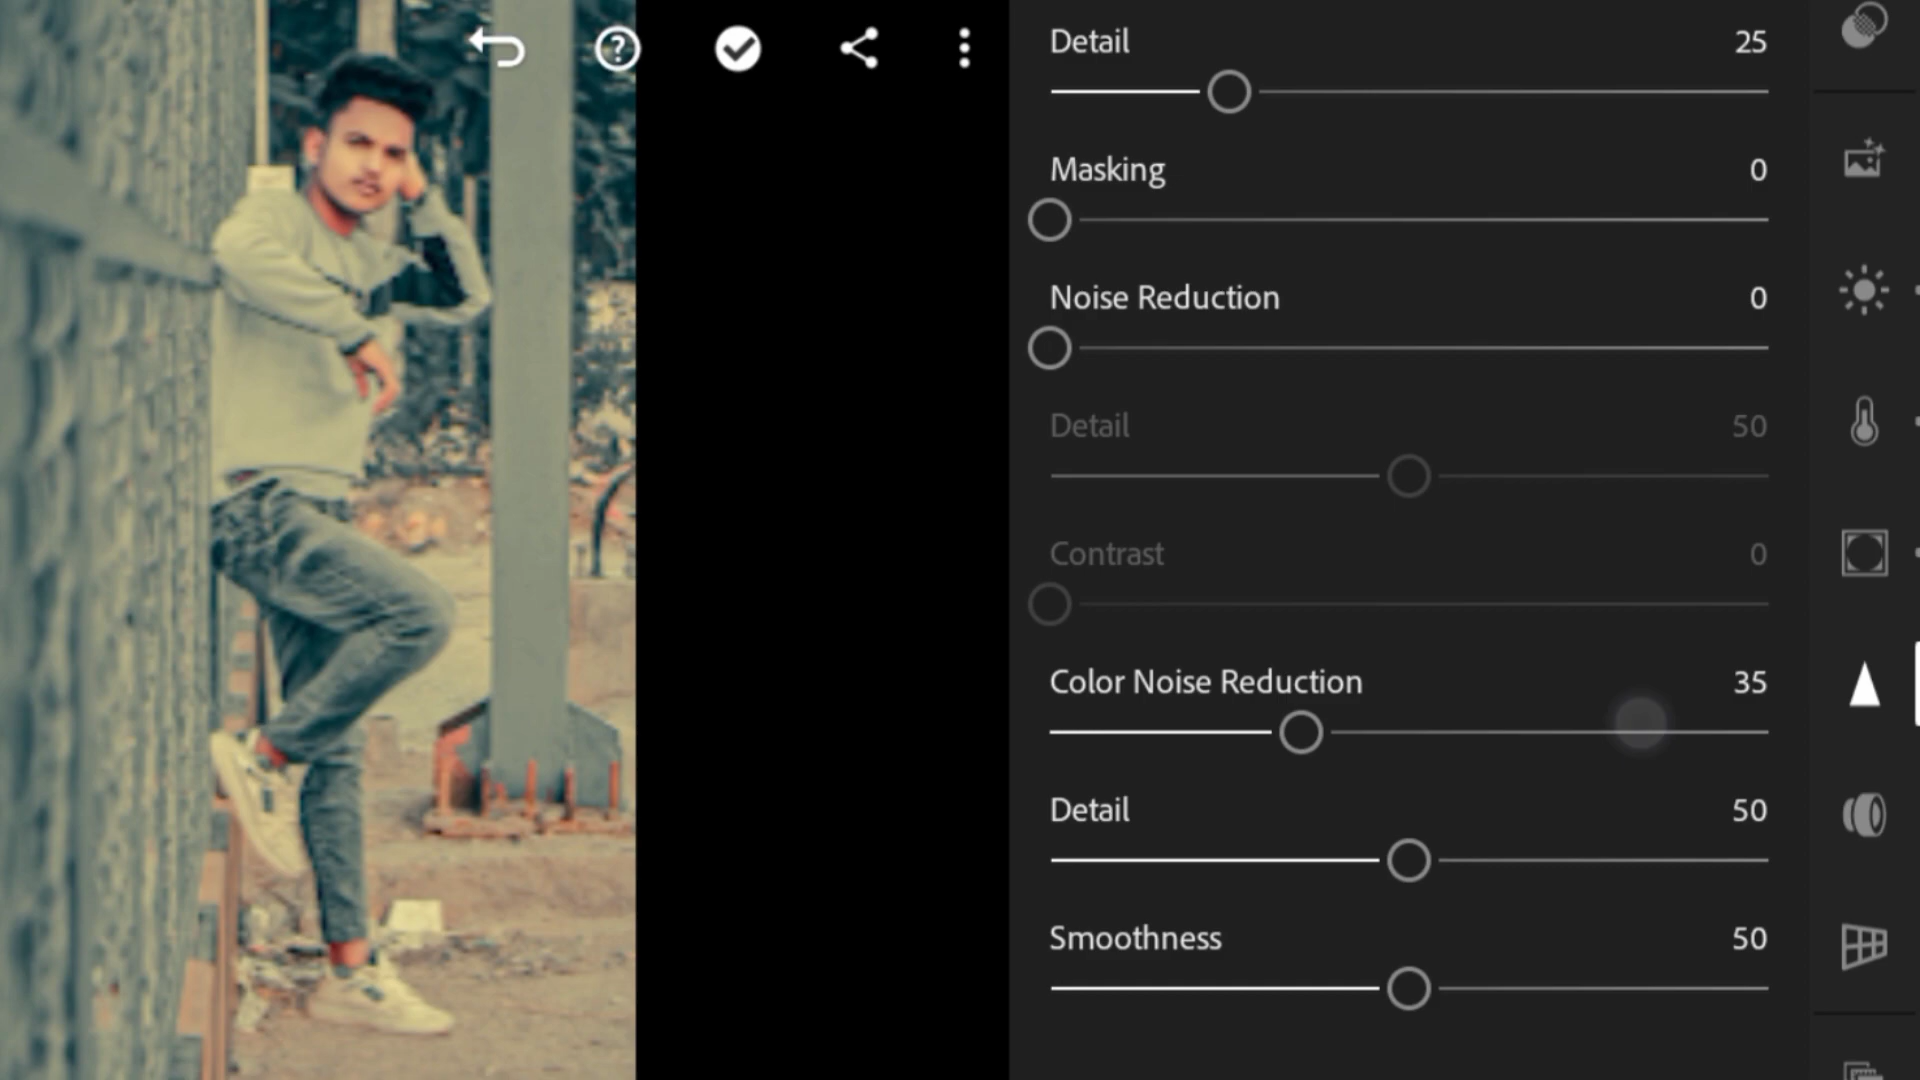 Detail 25
Masking 0
Noise Reduction 0
Detail 50
Contrast 0
Color Noise Reduction 35
Detail 50
Smoothness 50